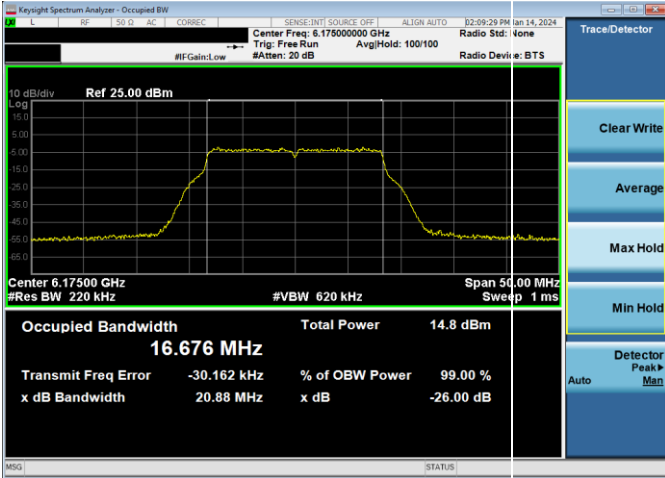 Keysight Spectrum Analyzer - Occupied BW
LXI L RF 50 Ω AC CORREC SENSE:INT SOURCE OFF ALIGN AUTO 02:09:29 PM Jan 14, 2024
Center Freq: 6.175000000 GHz Radio Std: None Trace/Detector
Trig: Free Run Avg|Hold: 100/100
#IFGain:Low #Atten: 20 dB Radio Device: BTS
10 dB/div Ref 25.00 dBm
Log
15.0
5.00
-5.00
-15.0
-25.0
-35.0
-45.0
-55.0
-65.0
Center 6.17500 GHz Span 50.00 MHz
#Res BW 220 kHz #VBW 620 kHz Sweep 1 ms
Occupied Bandwidth Total Power 14.8 dBm
16.676 MHz
Transmit Freq Error -30.162 kHz % of OBW Power 99.00 %
x dB Bandwidth 20.88 MHz x dB -26.00 dB
Clear Write
Average
Max Hold
Min Hold
Detector
Peak▶
Auto Man
MSG STATUS